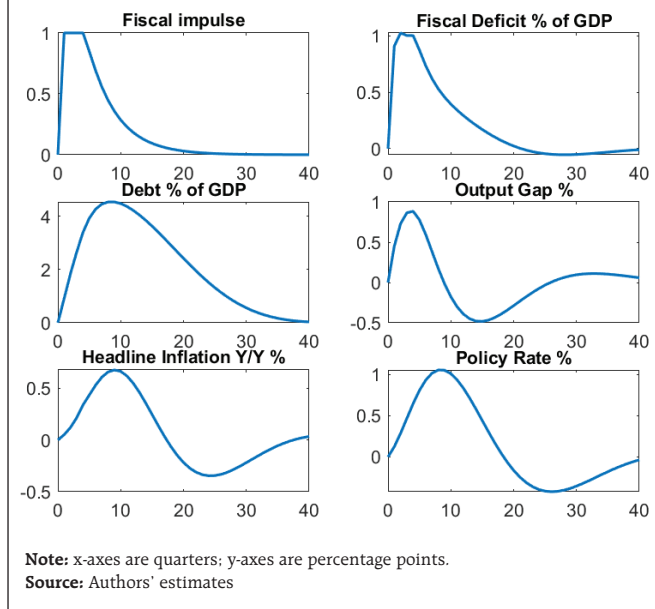 Fiscal impulse
1
0.5
0
0 10 20 30 40
Fiscal Deficit % of GDP
1
0.5
0
0 10 20 30 40
Debt % of GDP
4
2
0
0 10 20 30 40
Output Gap %
1
0.5
0
-0.5
0 10 20 30 40
Headline Inflation Y/Y %
0.5
0
-0.5
0 10 20 30 40
Policy Rate %
1
0.5
0
0 10 20 30 40
Note: x-axes are quarters; y-axes are percentage points.
Source: Authors' estimates